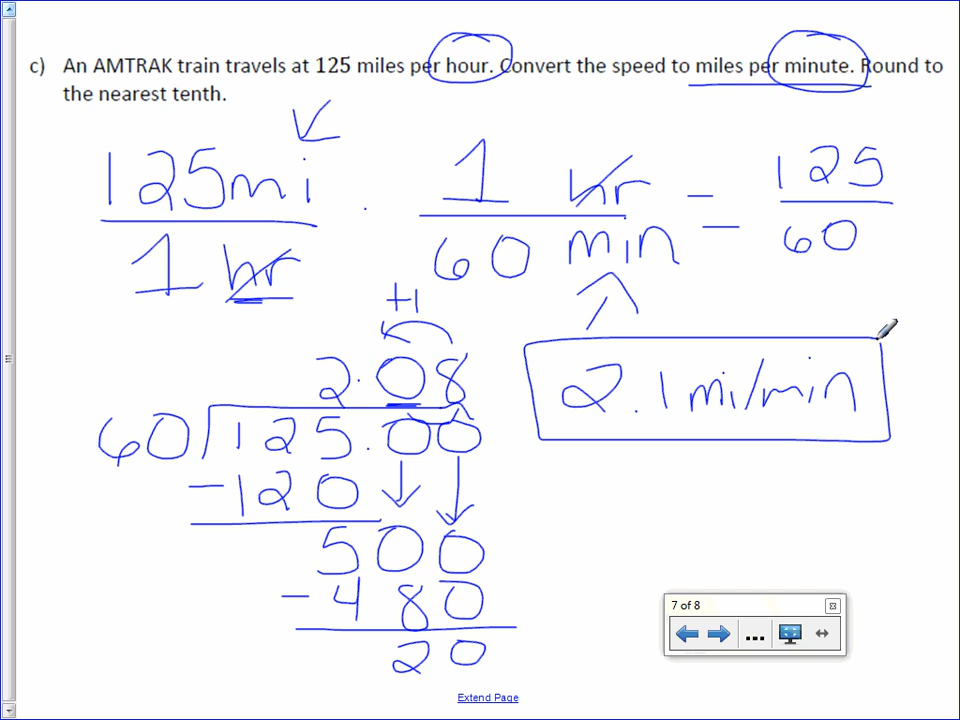 c) An AMTRAK train travels at 125 miles per hour. Convert the speed to miles per minute. Round to
the nearest tenth.
125mi / 1 hr · 1 hr / 60 min = 125 / 60
+1
2.08
60)125.00
-120
500
-480
20
2.1mi/min
7 of 8
...
Extend Page